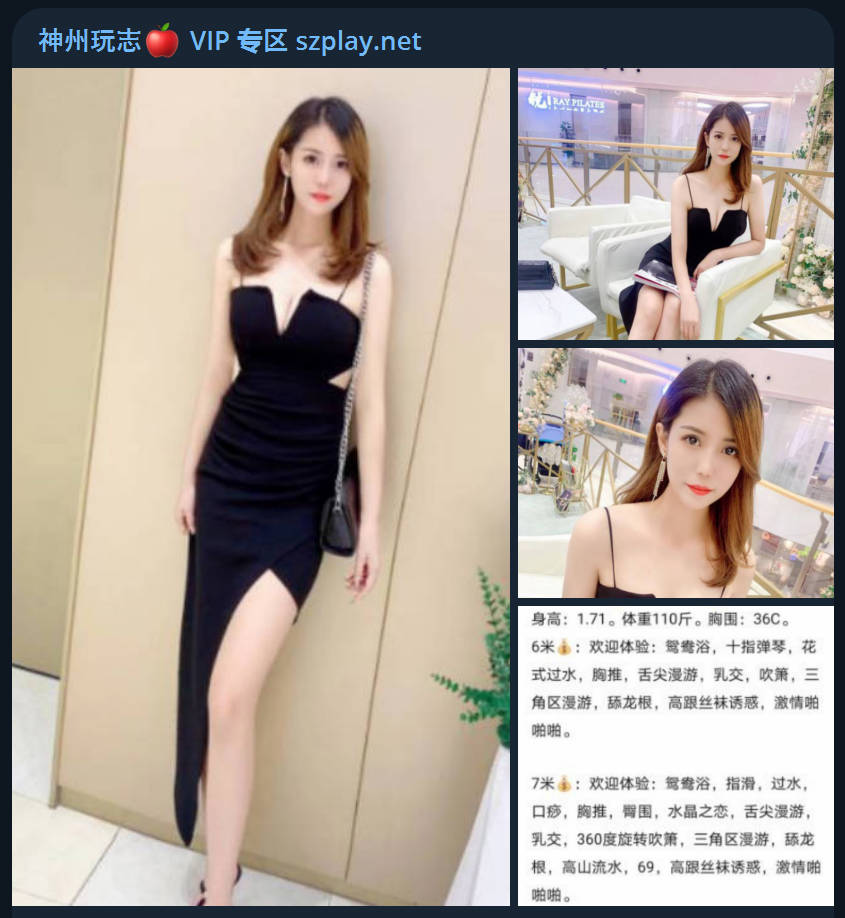 神州玩志🍎 VIP 专区 szplay.net
RAY PILATES
身高：1.71。体重110斤。胸围：36C。
6米💰：欢迎体验：鸳鸯浴，十指弹琴，花
式过水，胸推，舌尖漫游，乳交，吹箫，三
角区漫游，舔龙根，高跟丝袜诱惑，激情啪
啪啪。
7米💰：欢迎体验：鸳鸯浴，指滑，过水，
口痧，胸推，臀围，水晶之恋，舌尖漫游，
乳交，360度旋转吹箫，三角区漫游，舔龙
根，高山流水，69，高跟丝袜诱惑，激情啪
啪啪。